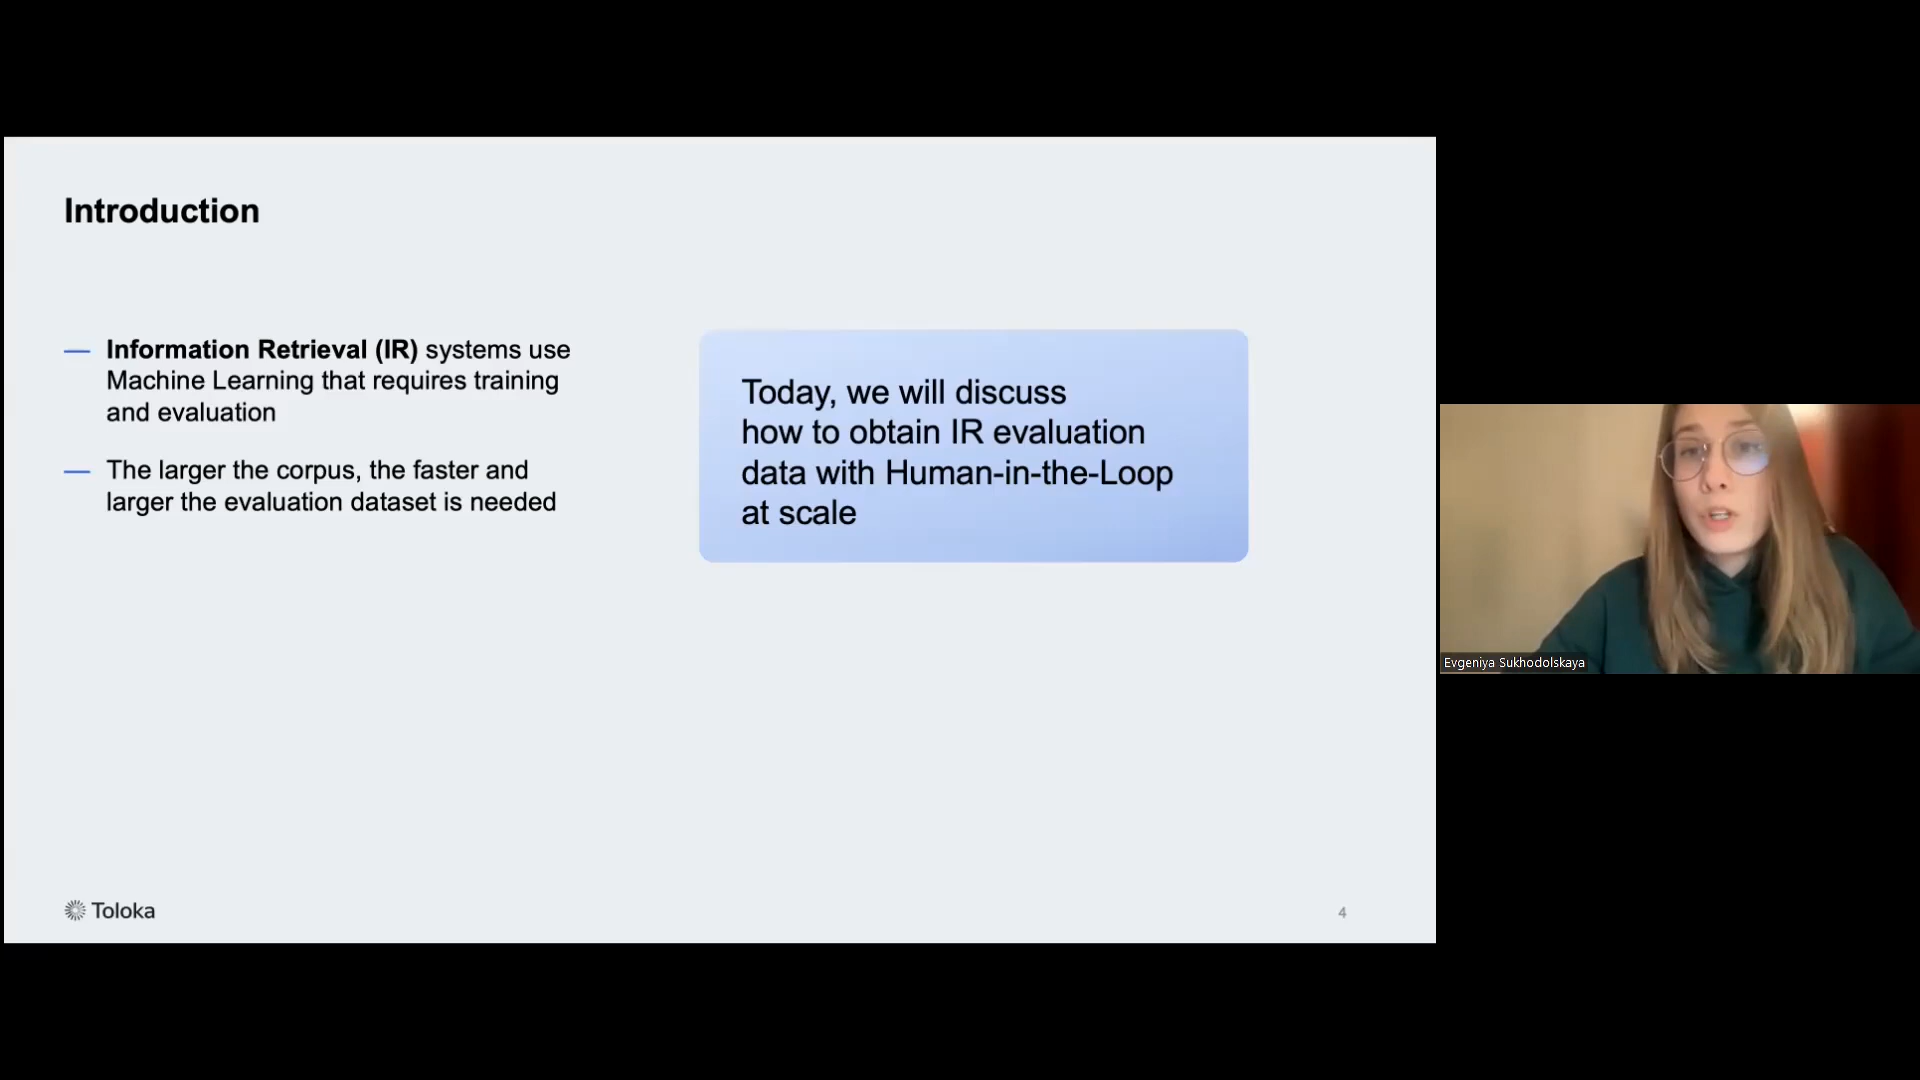 Introduction
— Information Retrieval (IR) systems use
Machine Learning that requires training
and evaluation
— The larger the corpus, the faster and
larger the evaluation dataset is needed
Today, we will discuss
how to obtain IR evaluation
data with Human-in-the-Loop
at scale
Evgeniya Sukhodolskaya
Toloka
4